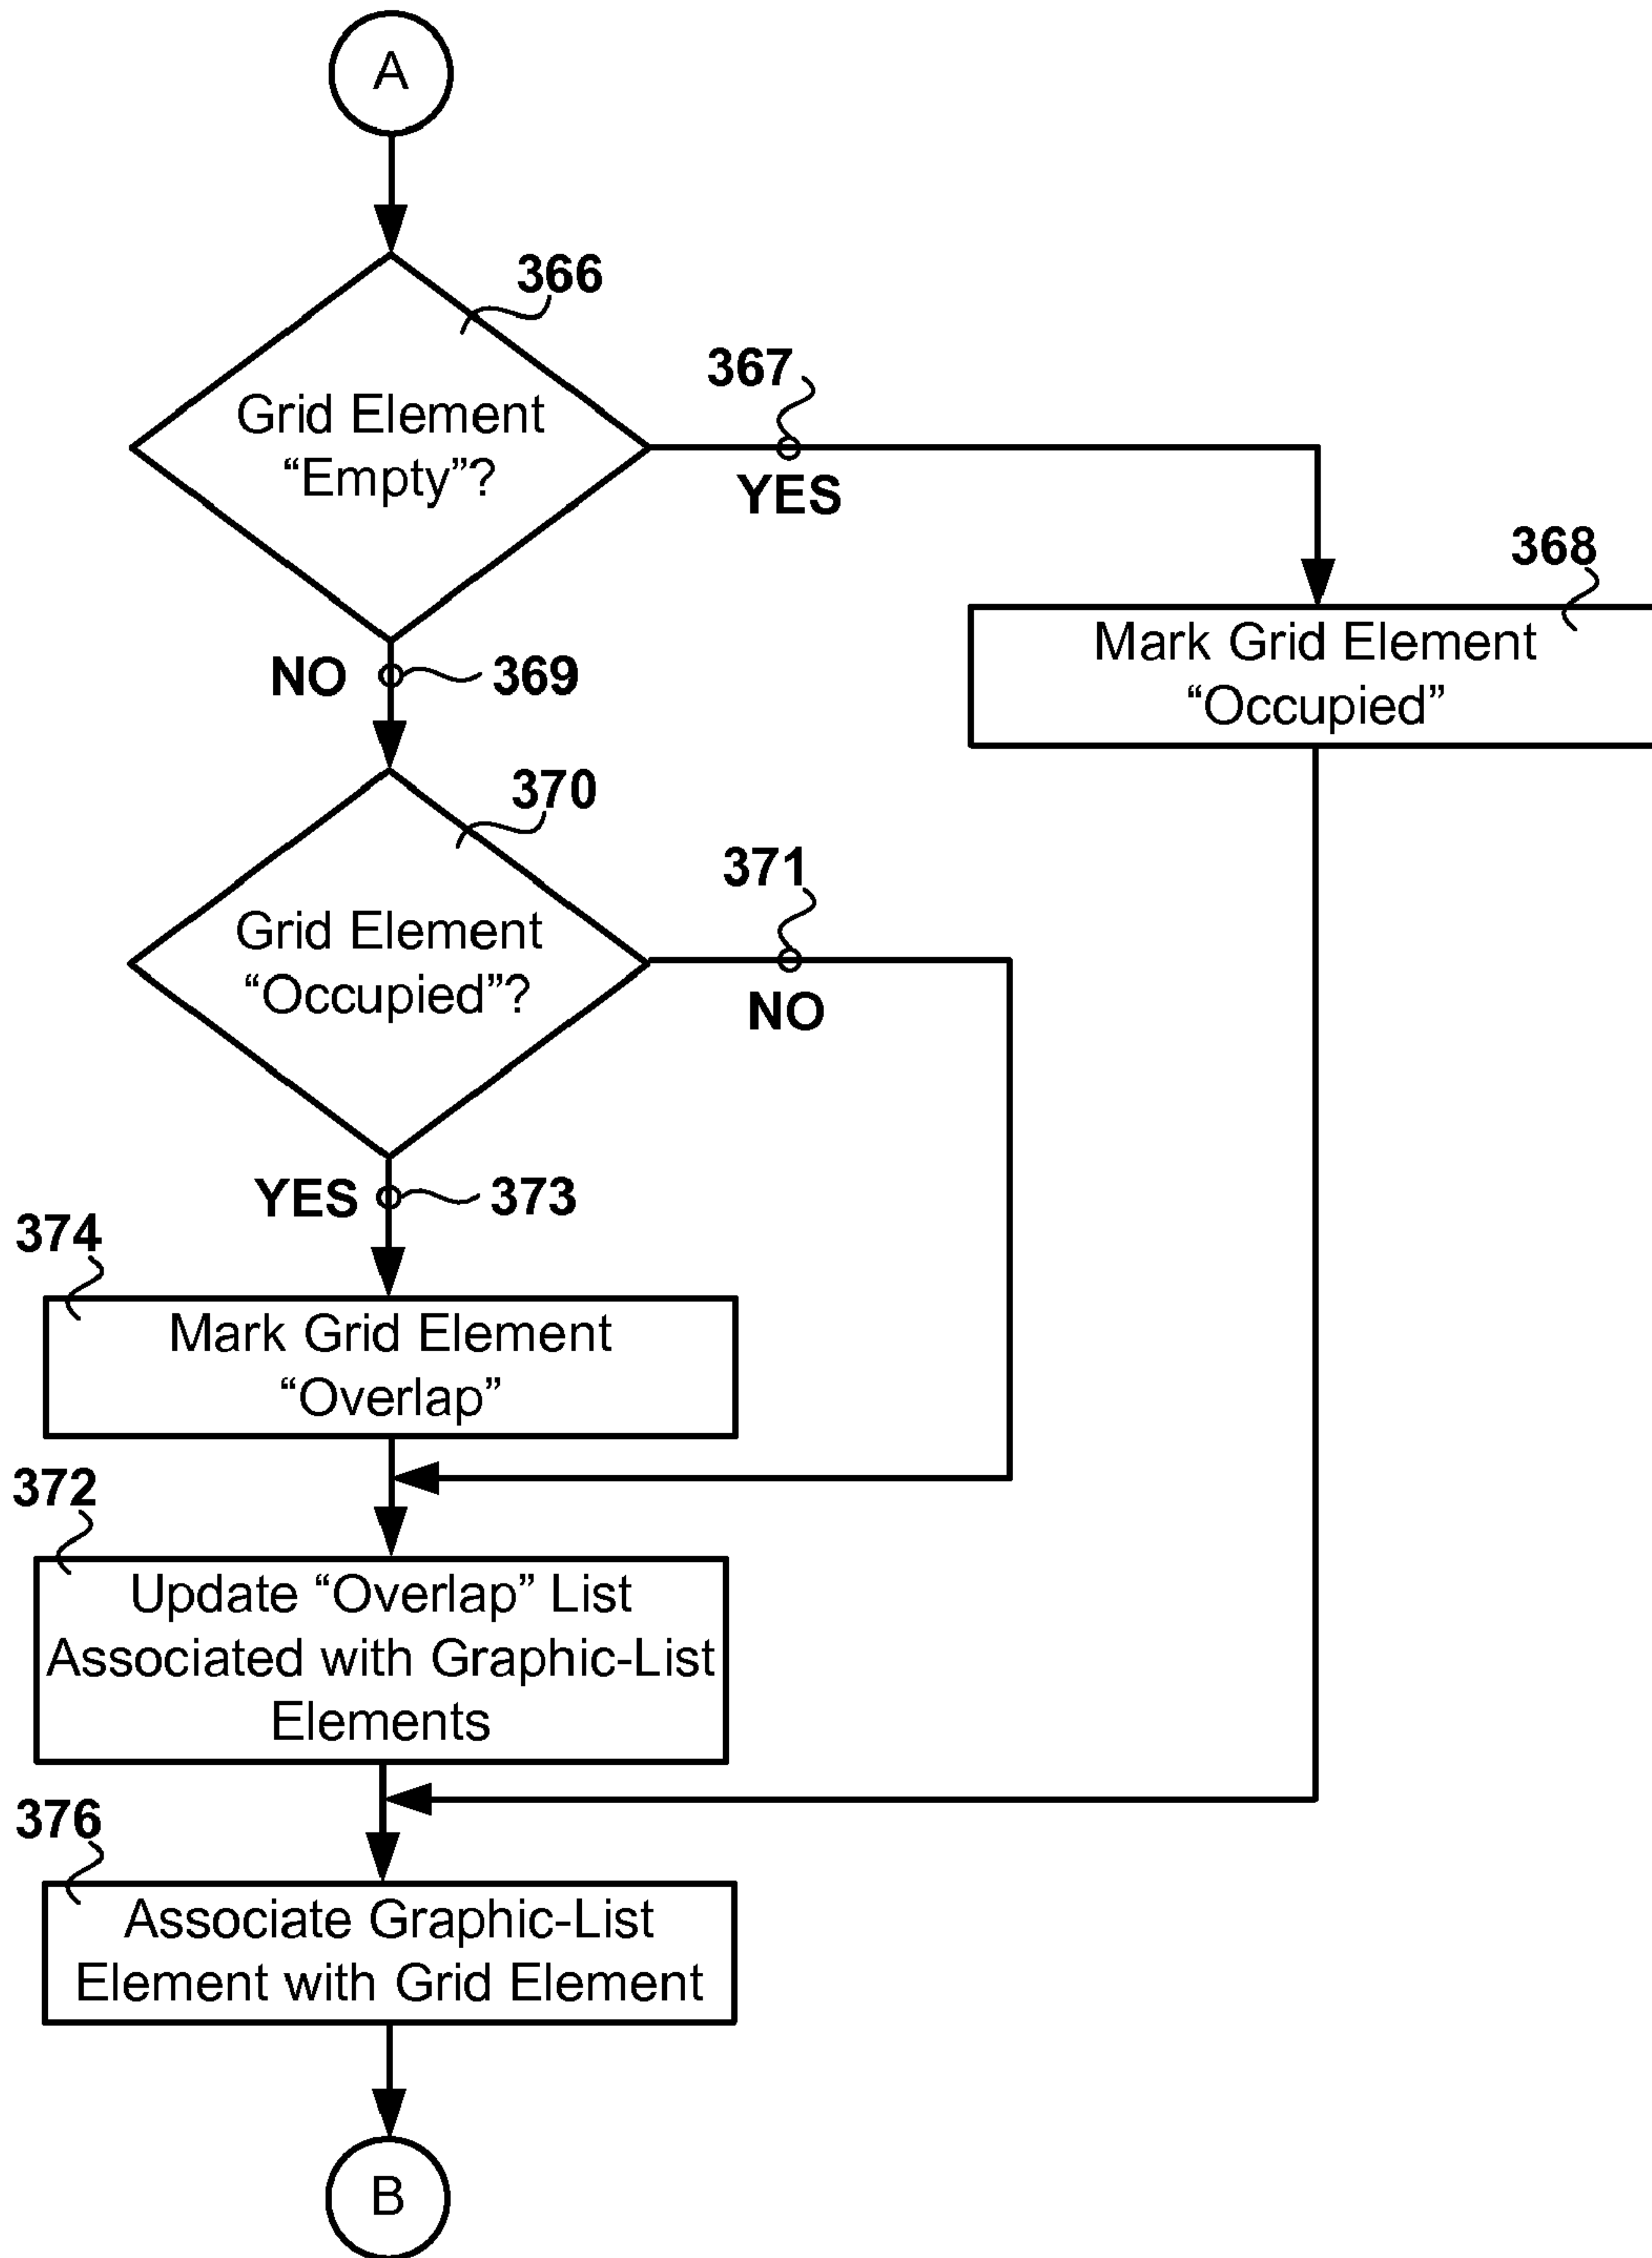 A
366
Grid Element
“Empty”?
367
YES
368
Mark Grid Element
“Occupied”
NO
369
370
Grid Element
“Occupied”?
371
NO
YES
373
374
Mark Grid Element
“Overlap”
372
Update “Overlap” List
Associated with Graphic-List
Elements
376
Associate Graphic-List
Element with Grid Element
B